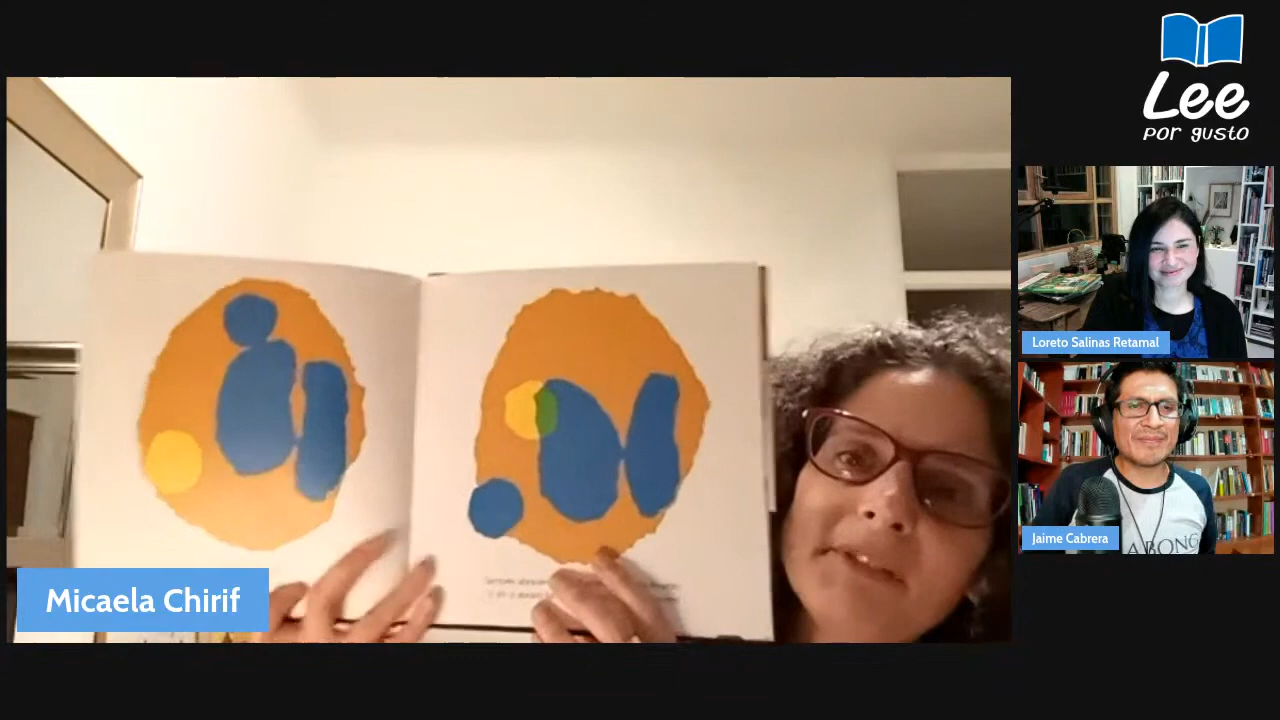 Lee
por gusto
Loreto Salinas Retamal
Jaime Cabrera
Micaela Chirif